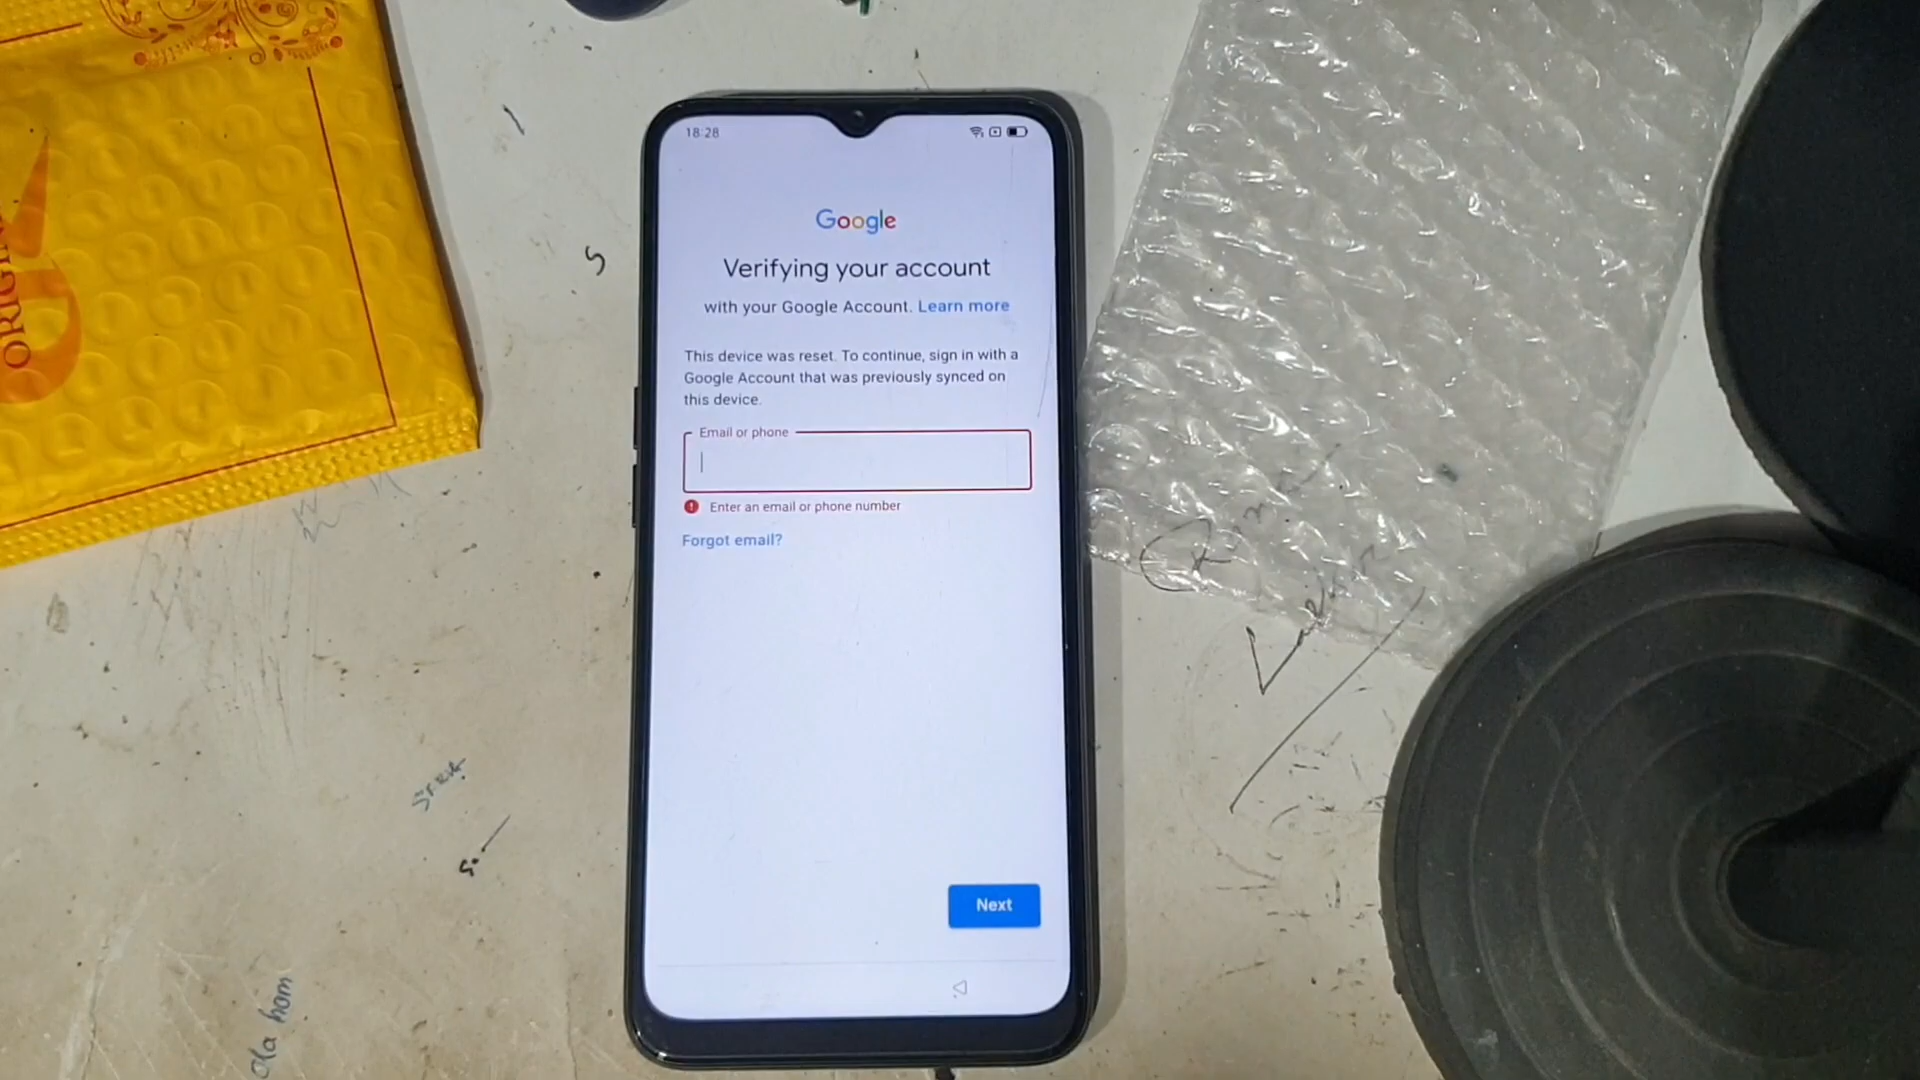 ORIGI
18:28
Google
Verifying your account
with your Google Account. Learn more
This device was reset. To continue, sign in with a
Google Account that was previously synced on
this device.
Email or phone
Enter an email or phone number
Forgot email?
Next
ola hom